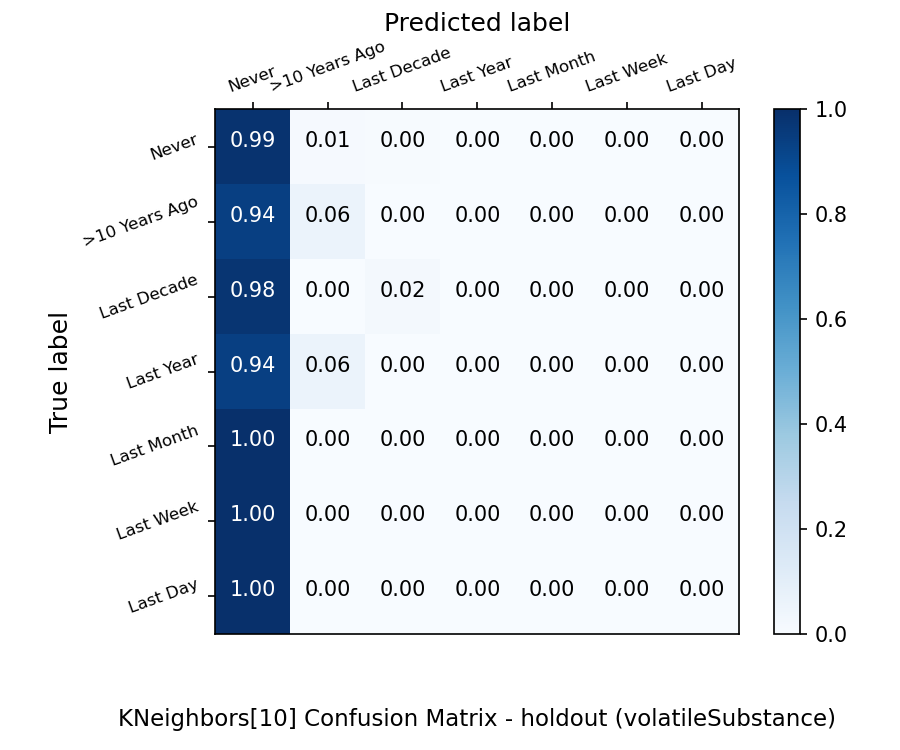 Predicted label
Never >10 Years Ago Last Decade Last Year Last Month Last Week Last Day
True label
Never 0.99 0.01 0.00 0.00 0.00 0.00 0.00
>10 Years Ago 0.94 0.06 0.00 0.00 0.00 0.00 0.00
Last Decade 0.98 0.00 0.02 0.00 0.00 0.00 0.00
Last Year 0.94 0.06 0.00 0.00 0.00 0.00 0.00
Last Month 1.00 0.00 0.00 0.00 0.00 0.00 0.00
Last Week 1.00 0.00 0.00 0.00 0.00 0.00 0.00
Last Day 1.00 0.00 0.00 0.00 0.00 0.00 0.00
1.0
0.8
0.6
0.4
0.2
0.0
KNeighbors[10] Confusion Matrix - holdout (volatileSubstance)